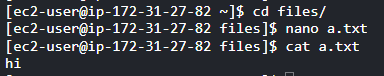 [ec2-user@ip-172-31-27-82 ~]$ cd files/
[ec2-user@ip-172-31-27-82 files]$ nano a.txt
[ec2-user@ip-172-31-27-82 files]$ cat a.txt
hi